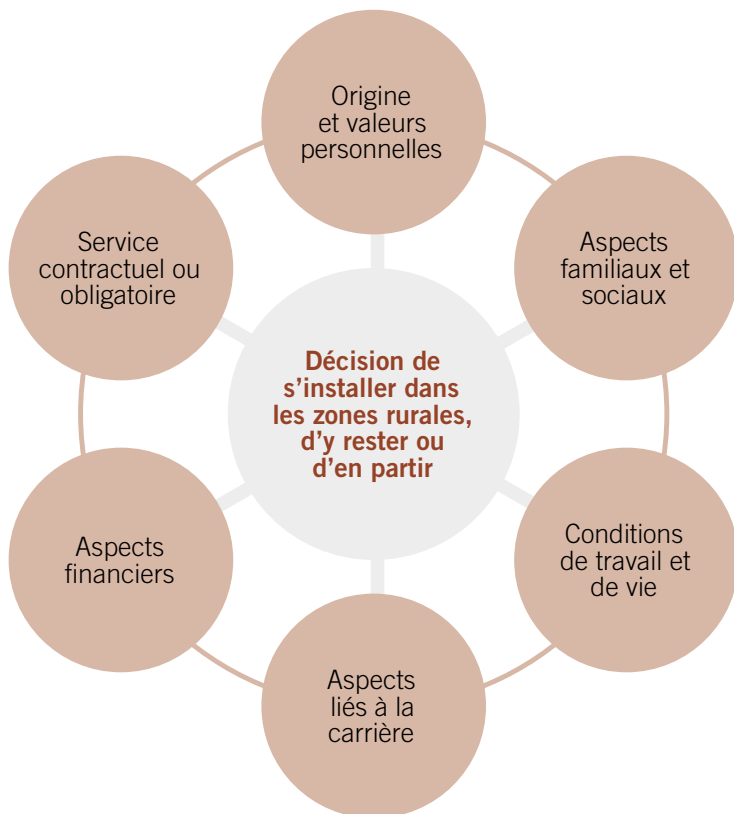 Origine
et valeurs
personnelles
Aspects
familiaux et
sociaux
Conditions
de travail et
de vie
Aspects
liés à la
carrière
Aspects
financiers
Service
contractuel ou
obligatoire
Décision de
s’installer dans
les zones rurales,
d’y rester ou
d’en partir